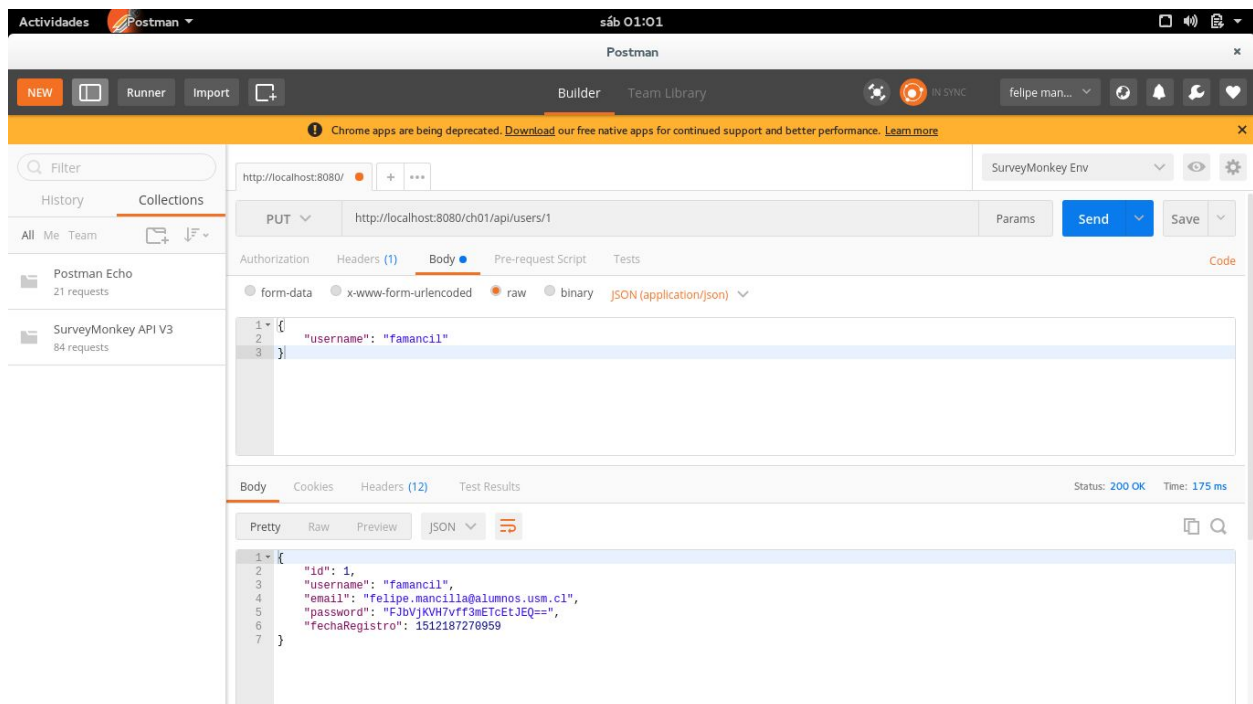 Actividades Postman sáb 01:01
Postman
NEW Runner Import Builder Team Library IN SYNC felipe man...
Chrome apps are being deprecated. Download our free native apps for continued support and better performance. Learn more
Filter
History Collections
All Me Team
Postman Echo
21 requests
SurveyMonkey API V3
84 requests
http://localhost:8080/ + ••• SurveyMonkey Env
PUT http://localhost:8080/ch01/api/users/1 Params Send Save
Authorization Headers (1) Body Pre-request Script Tests Code
form-data x-www-form-urlencoded raw binary JSON (application/json)
1 {
2 "username": "famancil"
3 }
Body Cookies Headers (12) Test Results Status: 200 OK Time: 175 ms
Pretty Raw Preview JSON
1 {
2 "id": 1,
3 "username": "famancil",
4 "email": "felipe.mancilla@alumnos.usm.cl",
5 "password": "FJbVjKVH7vff3mETcEtJEQ==",
6 "fechaRegistro": 1512187270959
7 }